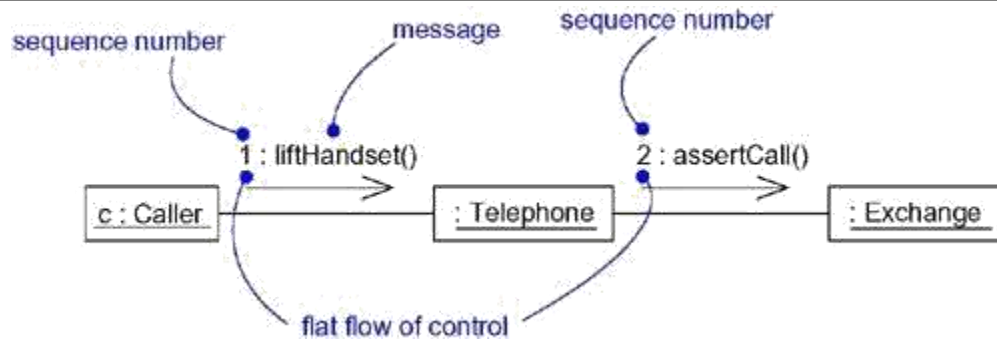 sequence number
message
sequence number
1 : liftHandset()
2 : assertCall()
c : Caller
: Telephone
: Exchange
flat flow of control